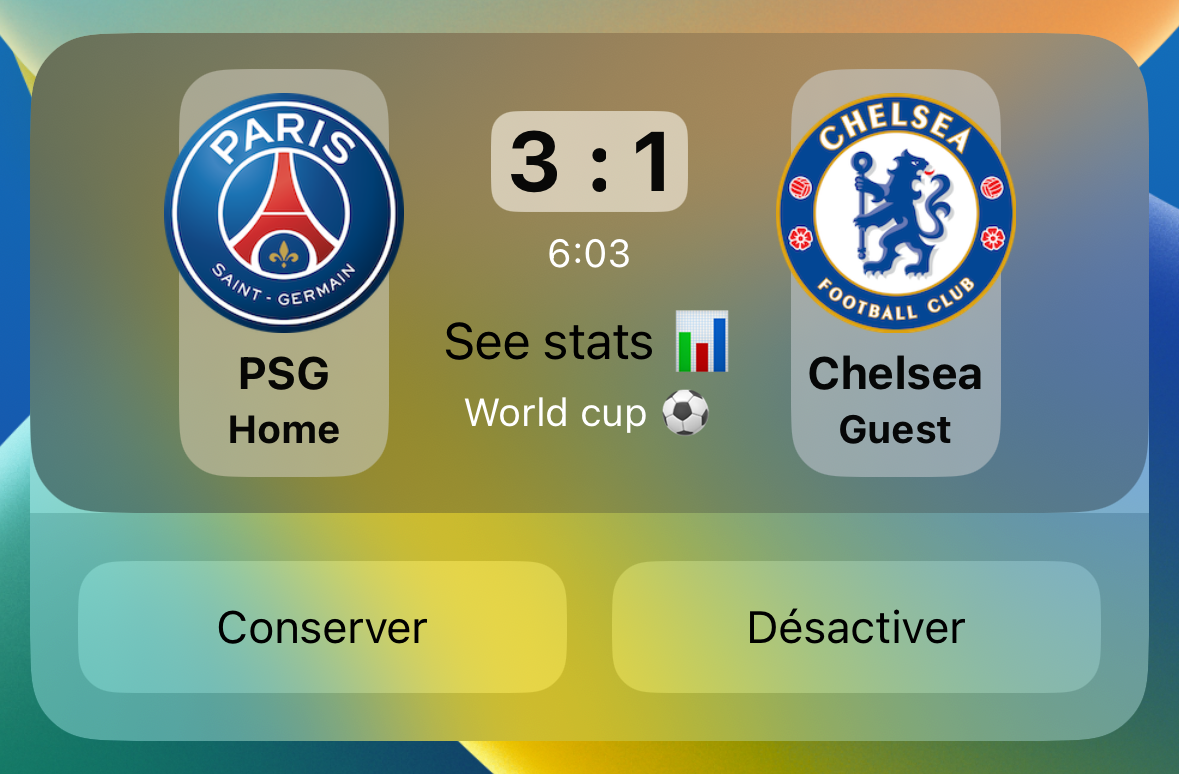 PARIS
SAINT - GERMAIN
PSG
Home
3 : 1
6:03
See stats 📊
World cup ⚽
CHELSEA
FOOTBALL CLUB
Chelsea
Guest
Conserver
Désactiver